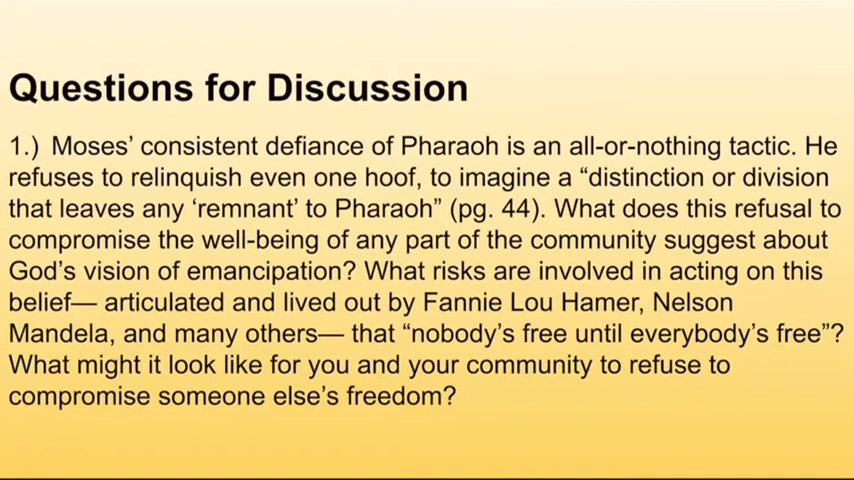 Questions for Discussion
1.) Moses’ consistent defiance of Pharaoh is an all-or-nothing tactic. He
refuses to relinquish even one hoof, to imagine a “distinction or division
that leaves any ‘remnant’ to Pharaoh” (pg. 44). What does this refusal to
compromise the well-being of any part of the community suggest about
God’s vision of emancipation? What risks are involved in acting on this
belief— articulated and lived out by Fannie Lou Hamer, Nelson
Mandela, and many others— that “nobody’s free until everybody’s free”?
What might it look like for you and your community to refuse to
compromise someone else’s freedom?